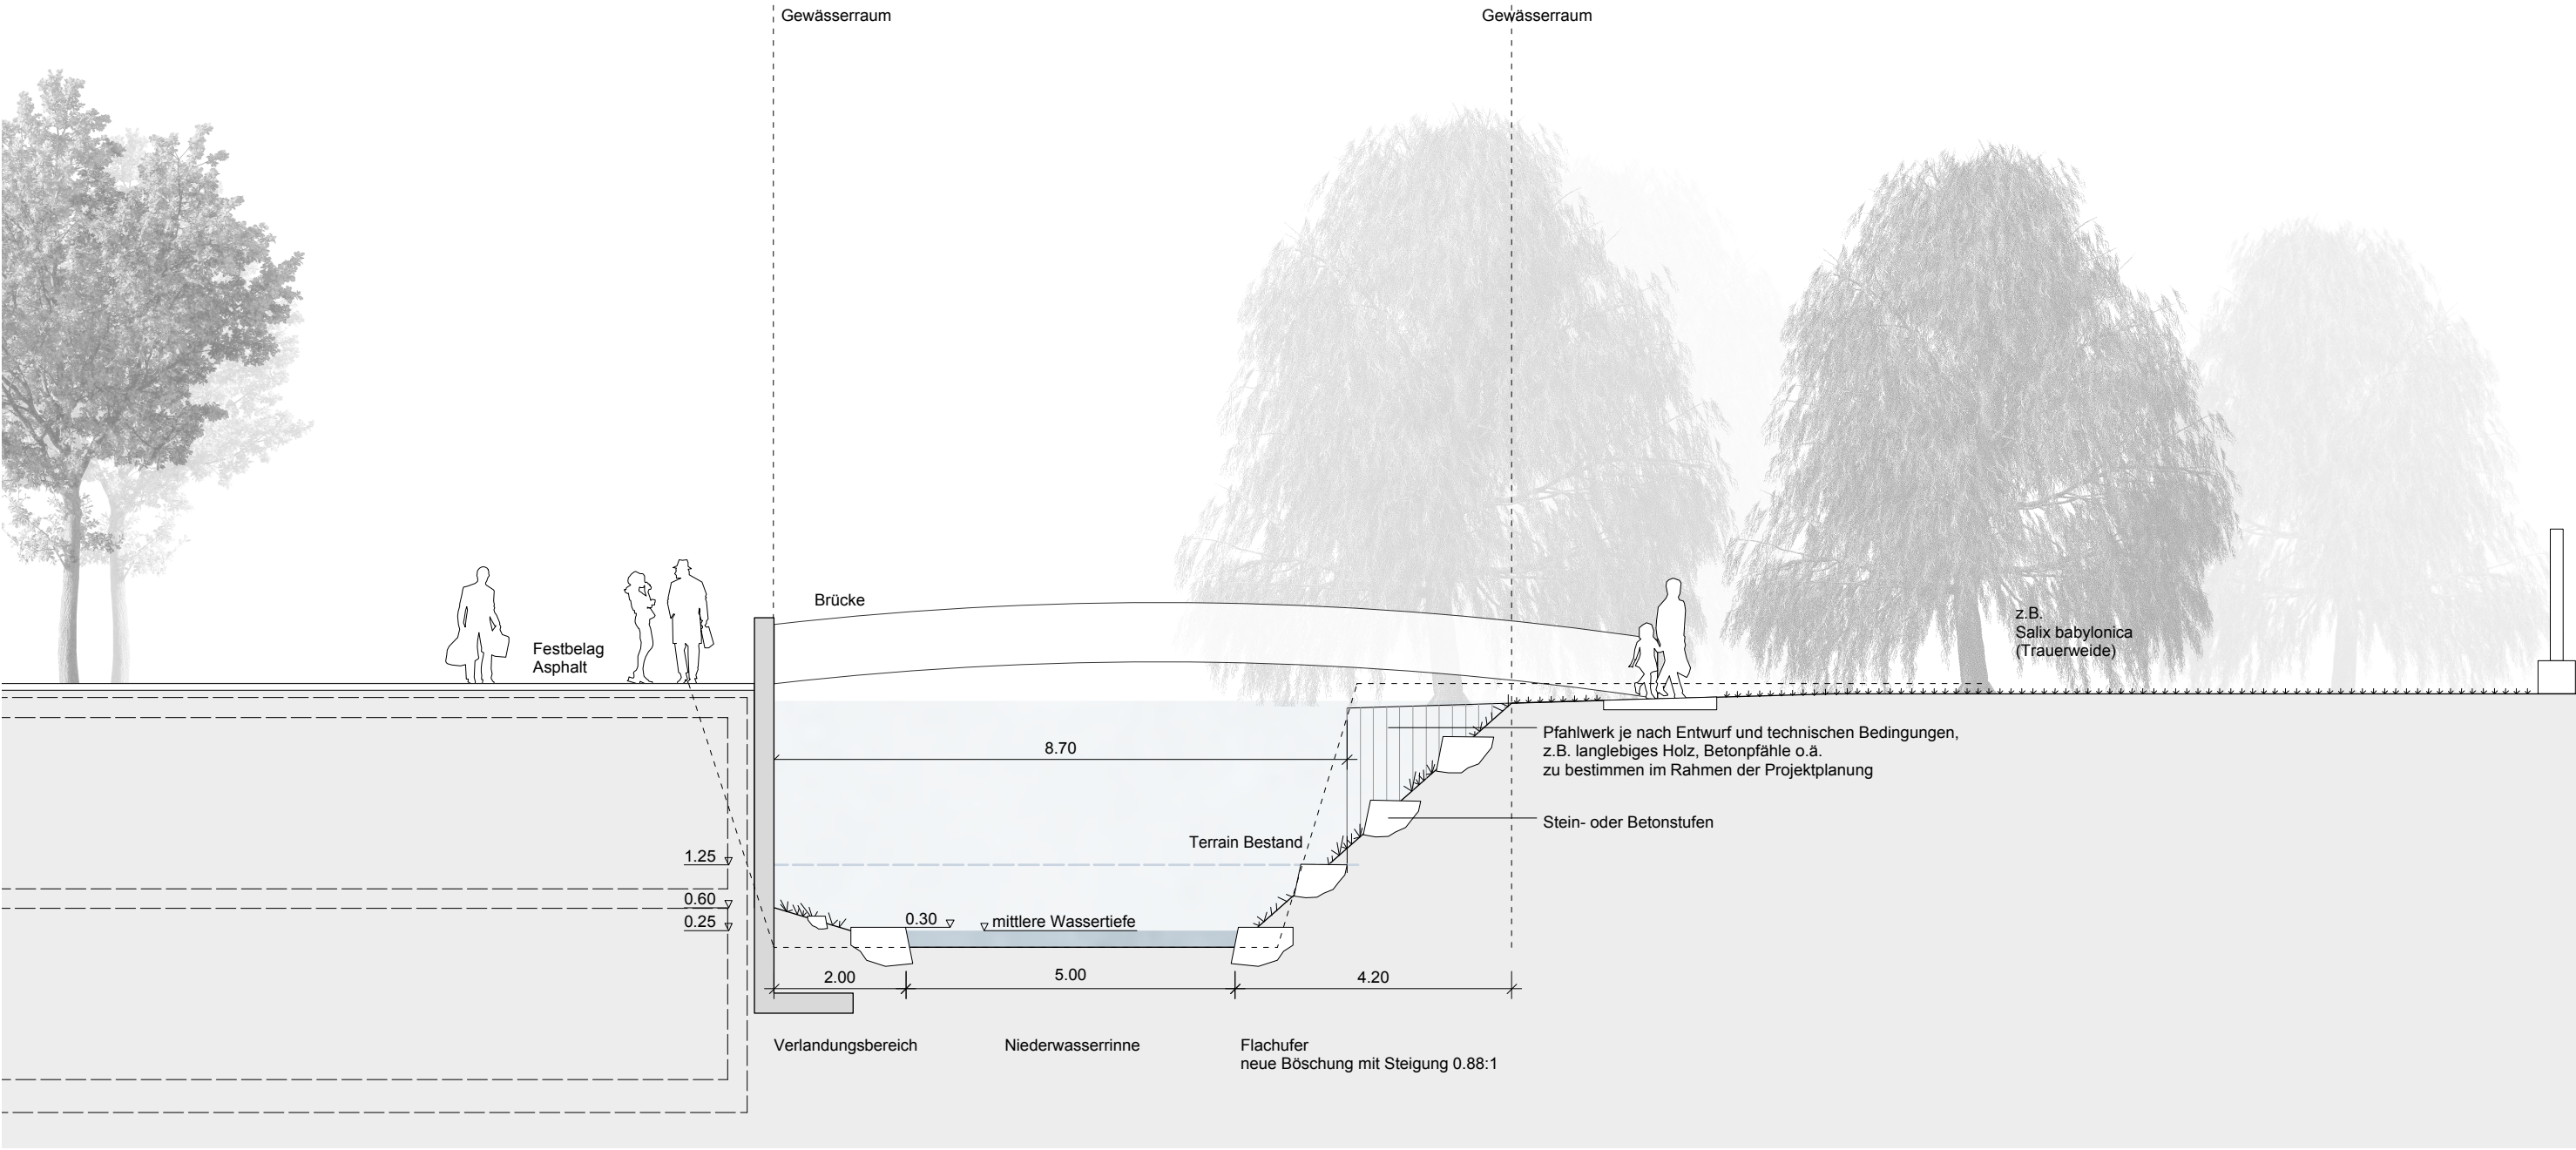 Gewässerraum
Gewässerraum
Brücke
Festbelag
Asphalt
z.B.
Salix babylonica
(Trauerweide)
8.70
Pfahlwerk je nach Entwurf und technischen Bedingungen,
z.B. langlebiges Holz, Betonpfähle o.ä.
zu bestimmen im Rahmen der Projektplanung
Stein- oder Betonstufen
Terrain Bestand
1.25
0.60
0.25
0.30
mittlere Wassertiefe
2.00
5.00
4.20
Verlandungsbereich
Niederwasserrinne
Flachufer
neue Böschung mit Steigung 0.88:1